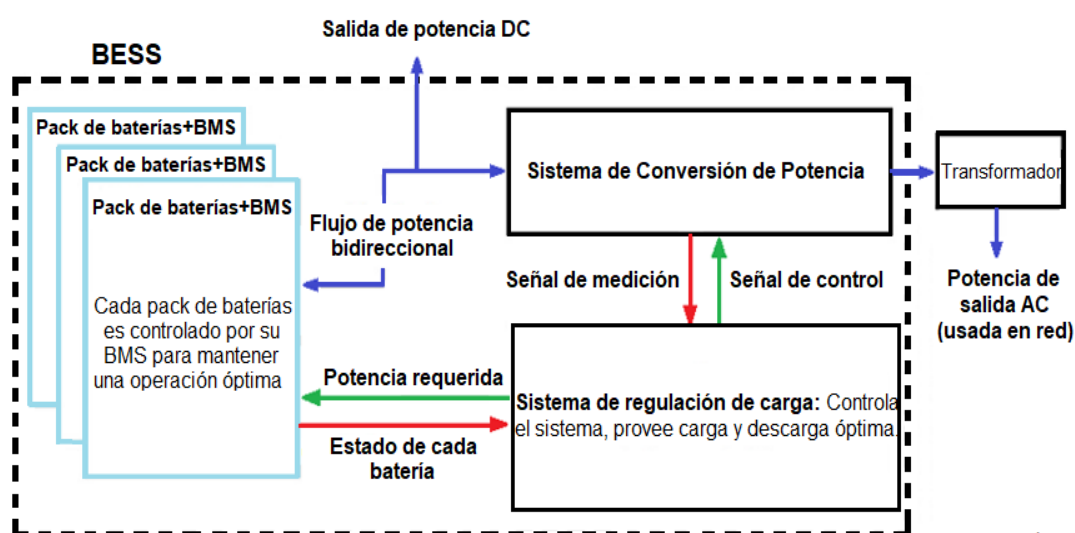 Salida de potencia DC
BESS
Pack de baterías+BMS
Pack de baterías+BMS
Pack de baterías+BMS
Cada pack de baterías
es controlado por su
BMS para mantener
una operación óptima
Flujo de potencia
bidireccional
Sistema de Conversión de Potencia
Transformador
Señal de medición
Señal de control
Potencia de
salida AC
(usada en red)
Potencia requerida
Estado de cada
batería
Sistema de regulación de carga: Controla
el sistema, provee carga y descarga óptima.